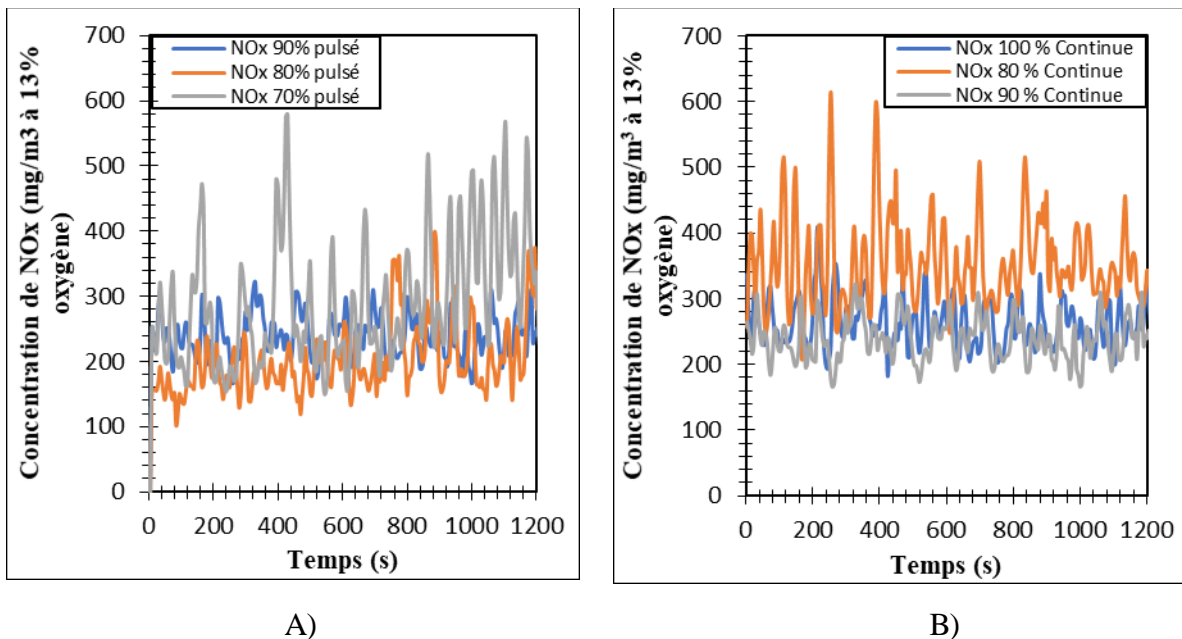 Concentration de NOx (mg/m3 à 13%
oxygène)
700
600
500
400
300
200
100
0
NOx 90% pulsé
NOx 80% pulsé
NOx 70% pulsé
0 200 400 600 800 1000 1200
Temps (s)
A)
Concentration de NOx (mg/m³ à 13%
oxygène)
700
600
500
400
300
200
100
0
NOx 100 % Continue
NOx 80 % Continue
NOx 90 % Continue
0 200 400 600 800 1000 1200
Temps (s)
B)